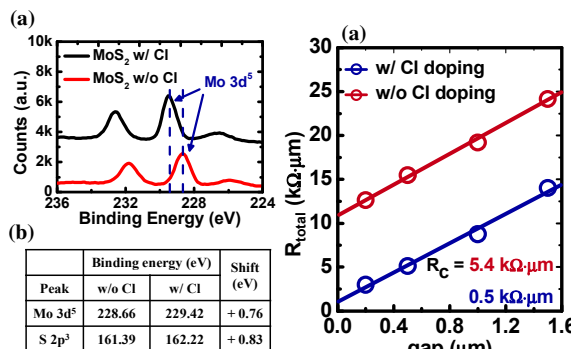 (a)
10k
8k
6k
4k
2k
0
Counts (a.u.)
MoS2 w/ Cl
MoS2 w/o Cl
Mo 3d⁵
236 232 228 224
Binding Energy (eV)
(b)
Binding energy (eV) Shift (eV)
Peak w/o Cl w/ Cl
Mo 3d⁵ 228.66 229.42 + 0.76
S 2p³ 161.39 162.22 + 0.83
(a)
30
25
20
15
10
5
0
Rtotal (kΩ·μm)
w/ Cl doping
w/o Cl doping
RC = 5.4 kΩ·μm
0.5 kΩ·μm
0.0 0.4 0.8 1.2 1.6
gap (μm)